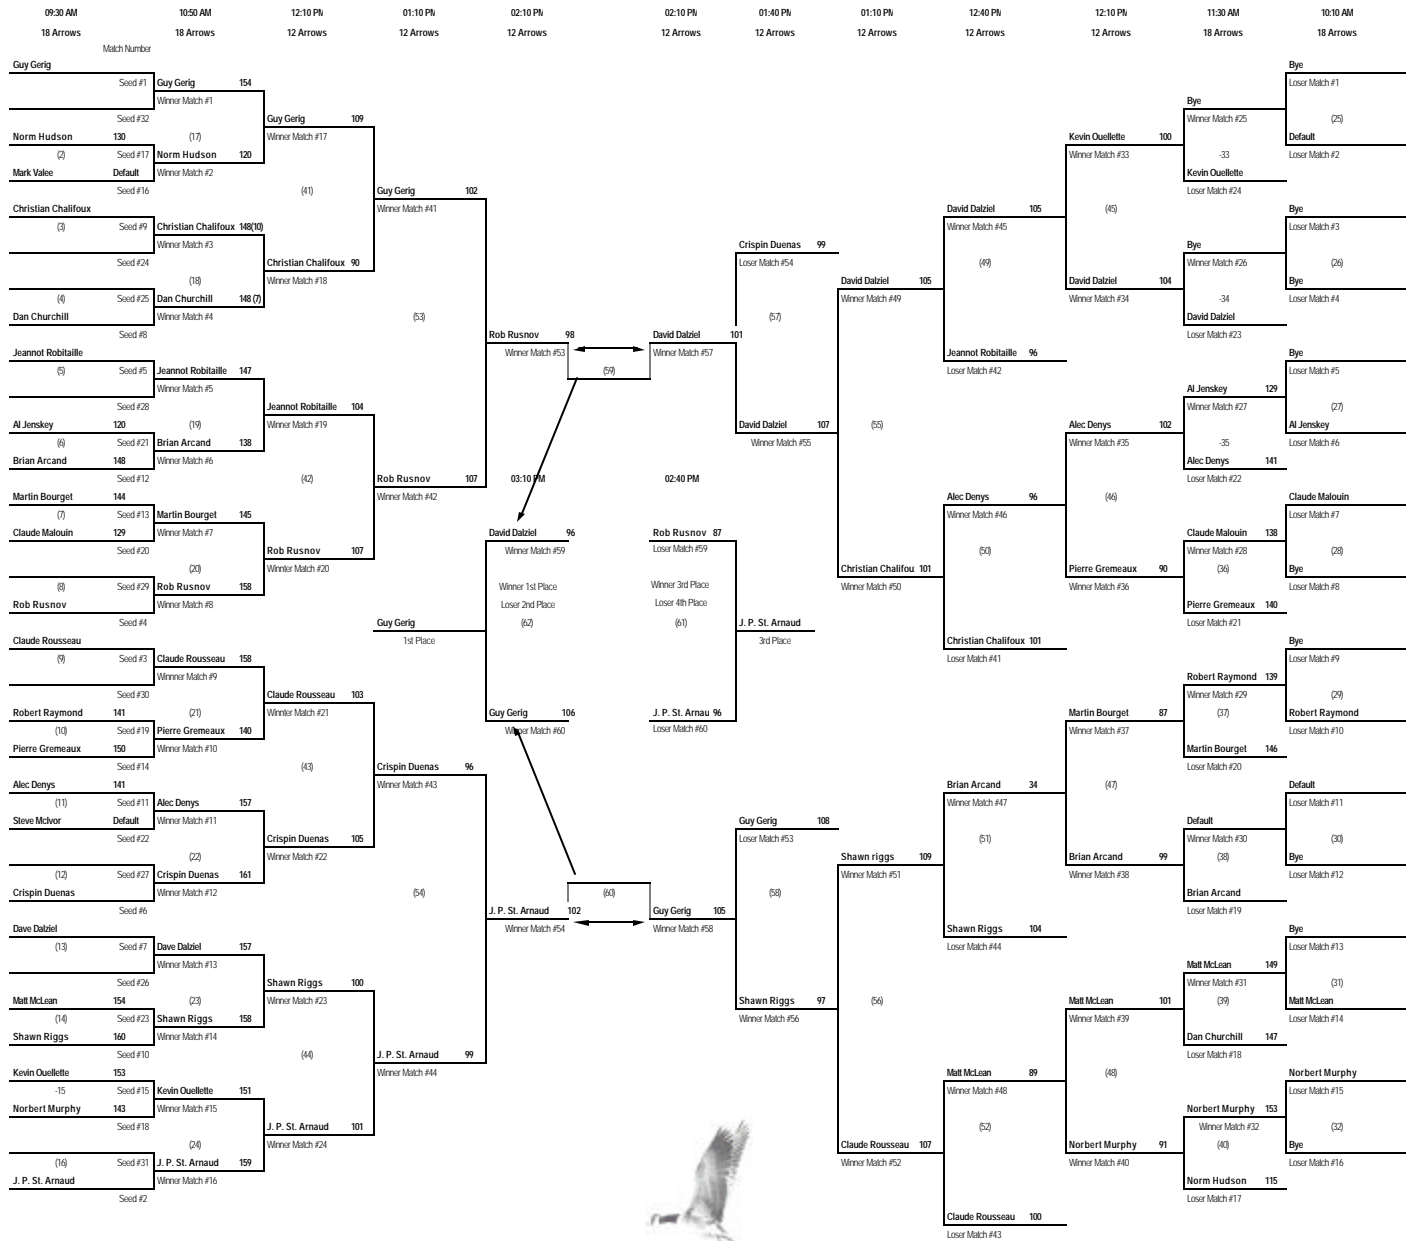 09:30 AM 10:50 AM 12:10 PM 01:10 PM 02:10 PM 02:10 PM 01:40 PM 01:10 PM 12:40 PM 12:10 PM 11:30 AM 10:10 AM
18 Arrows 18 Arrows 12 Arrows 12 Arrows 12 Arrows 12 Arrows 12 Arrows 12 Arrows 12 Arrows 12 Arrows 18 Arrows 18 Arrows
Match Number
Guy Gerig Bye
Seed #1 Guy Gerig 154 Loser Match #1
Winner Match #1 Bye
Seed #32 Guy Gerig 109 Winner Match #25 (25)
Norm Hudson 130 (17) Winner Match #17 Kevin Ouellette 100 Default
(2) Seed #17 Norm Hudson 120 Winner Match #33 -33 Loser Match #2
Mark Valee Default Winner Match #2 Kevin Ouellette
Seed #16 (41) Guy Gerig 102 Loser Match #24
Christian Chalifoux Winner Match #41 David Dalziel 105 (45) Bye
(3) Seed #9 Christian Chalifoux 148(10) Winner Match #45 Loser Match #3
Winner Match #3 Crispin Duenas 99 Bye
Seed #24 Christian Chalifoux 90 Loser Match #54 (49) Winner Match #26 (26)
(18) Winner Match #18 David Dalziel 105 David Dalziel 104 Bye
(4) Seed #25 Dan Churchill 148 (7) Winner Match #49 Winner Match #34 -34 Loser Match #4
Dan Churchill Winner Match #4 (53) (57) David Dalziel
Seed #8 Rob Rusnov 98 David Dalziel 101 Loser Match #23
Jeannot Robitaille Winner Match #53 Winner Match #57 Jeannot Robitaille 96 Bye
(5) Seed #5 Jeannot Robitaille 147 (59) Loser Match #42 Loser Match #5
Winner Match #5 Al Jenskey 129
Seed #28 Jeannot Robitaille 104 Winner Match #27 (27)
Al Jenskey 120 (19) Winner Match #19 David Dalziel 107 (55) Alec Denys 102 Al Jenskey
(6) Seed #21 Brian Arcand 138 Winner Match #55 Winner Match #35 -35 Loser Match #6
Brian Arcand 148 Winner Match #6 Alec Denys 141
Seed #12 (42) Rob Rusnov 107 03:10 PM 02:40 PM Loser Match #22
Martin Bourget 144 Winner Match #42 Alec Denys 96 (46) Claude Malouin
(7) Seed #13 Martin Bourget 145 Winner Match #46 Loser Match #7
Claude Malouin 129 Winner Match #7 David Dalziel 96 Rob Rusnov 87 Claude Malouin 138
Seed #20 Rob Rusnov 107 Winner Match #59 Loser Match #59 (50) Winner Match #28 (28)
(20) Winnter Match #20 Christian Chalifou 101 Pierre Gremeaux 90 (36) Bye
(8) Seed #29 Rob Rusnov 158 Winner 1st Place Winner 3rd Place Winner Match #50 Winner Match #36 Loser Match #8
Rob Rusnov Winner Match #8 Loser 2nd Place Loser 4th Place Pierre Gremeaux 140
Seed #4 Guy Gerig (62) (61) J. P. St. Arnaud Loser Match #21
Claude Rousseau 1st Place 3rd Place Christian Chalifoux 101 Bye
(9) Seed #3 Claude Rousseau 158 Loser Match #41 Loser Match #9
Winnner Match #9 Robert Raymond 139
Seed #30 Claude Rousseau 103 Winner Match #29 (29)
Robert Raymond 141 (21) Winnter Match #21 Guy Gerig 106 J. P. St. Arnau 96 Martin Bourget 87 (37) Robert Raymond
(10) Seed #19 Pierre Gremeaux 140 Winner Match #60 Loser Match #60 Winner Match #37 Loser Match #10
Pierre Gremeaux 150 Winner Match #10 Martin Bourget 146
Seed #14 (43) Crispin Duenas 96 Loser Match #20
Alec Denys 141 Winner Match #43 Brian Arcand 34 (47) Default
(11) Seed #11 Alec Denys 157 Winner Match #47 Loser Match #11
Steve McIvor Default Winner Match #11 Guy Gerig 108 Default
Seed #22 Crispin Duenas 105 Loser Match #53 (51) Winner Match #30 (30)
(22) Winner Match #22 Shawn riggs 109 Brian Arcand 99 (38) Bye
(12) Seed #27 Crispin Duenas 161 Winner Match #51 Winner Match #38 Loser Match #12
Crispin Duenas Winner Match #12 (54) (60) (58) Brian Arcand
Seed #6 J. P. St. Arnaud 102 Guy Gerig 105 Loser Match #19
Dave Dalziel Winner Match #54 Winner Match #58 Shawn Riggs 104 Bye
(13) Seed #7 Dave Dalziel 157 Loser Match #44 Loser Match #13
Winner Match #13 Matt McLean 149
Seed #26 Shawn Riggs 100 Winner Match #31 (31)
Matt McLean 154 (23) Winner Match #23 Shawn Riggs 97 (56) Matt McLean 101 (39) Matt McLean
(14) Seed #23 Shawn Riggs 158 Winner Match #56 Winner Match #39 Loser Match #14
Shawn Riggs 160 Winner Match #14 Dan Churchill 147
Seed #10 (44) J. P. St. Arnaud 99 Loser Match #18
Kevin Ouellette 153 Winner Match #44 Matt McLean 89 (48) Norbert Murphy
-15 Seed #15 Kevin Ouellette 151 Winner Match #48 Loser Match #15
Norbert Murphy 143 Winner Match #15 Norbert Murphy 153
Seed #18 J. P. St. Arnaud 101 (52) Winner Match #32 (32)
(24) Winner Match #24 Claude Rousseau 107 Norbert Murphy 91 (40) Bye
(16) Seed #31 J. P. St. Arnaud 159 Winner Match #52 Winner Match #40 Loser Match #16
J. P. St. Arnaud Winner Match #16 Norm Hudson 115
Seed #2 Loser Match #17
Claude Rousseau 100
Loser Match #43